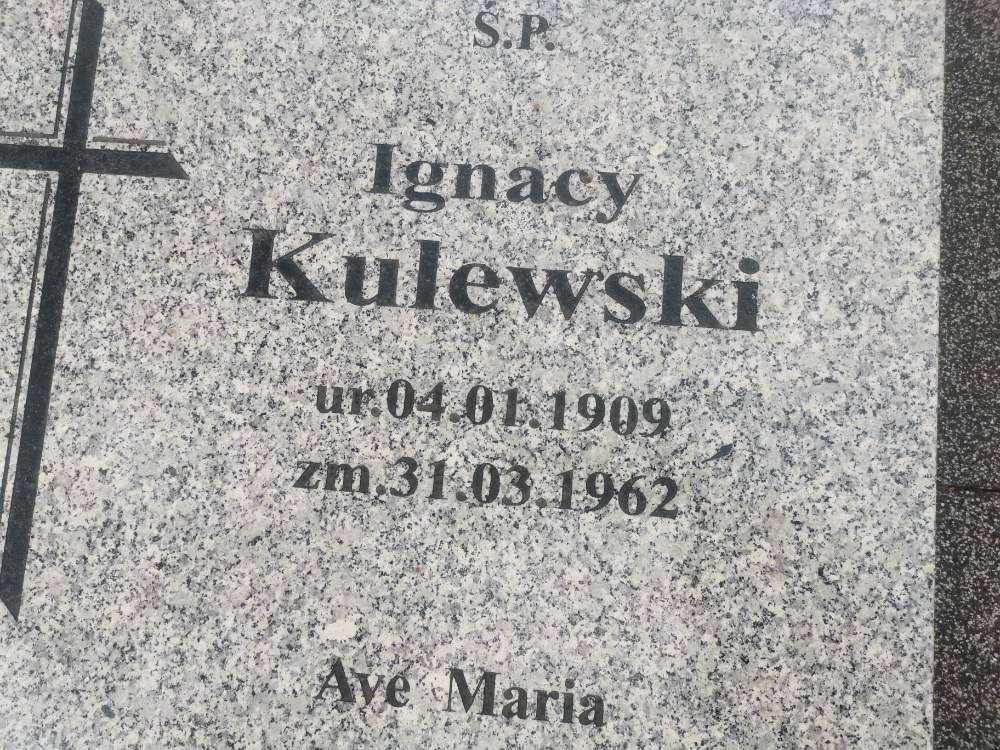 Ś.P.
Ignacy
Kulewski
ur.04.01.1909
zm.31.03.1962
Ave Maria